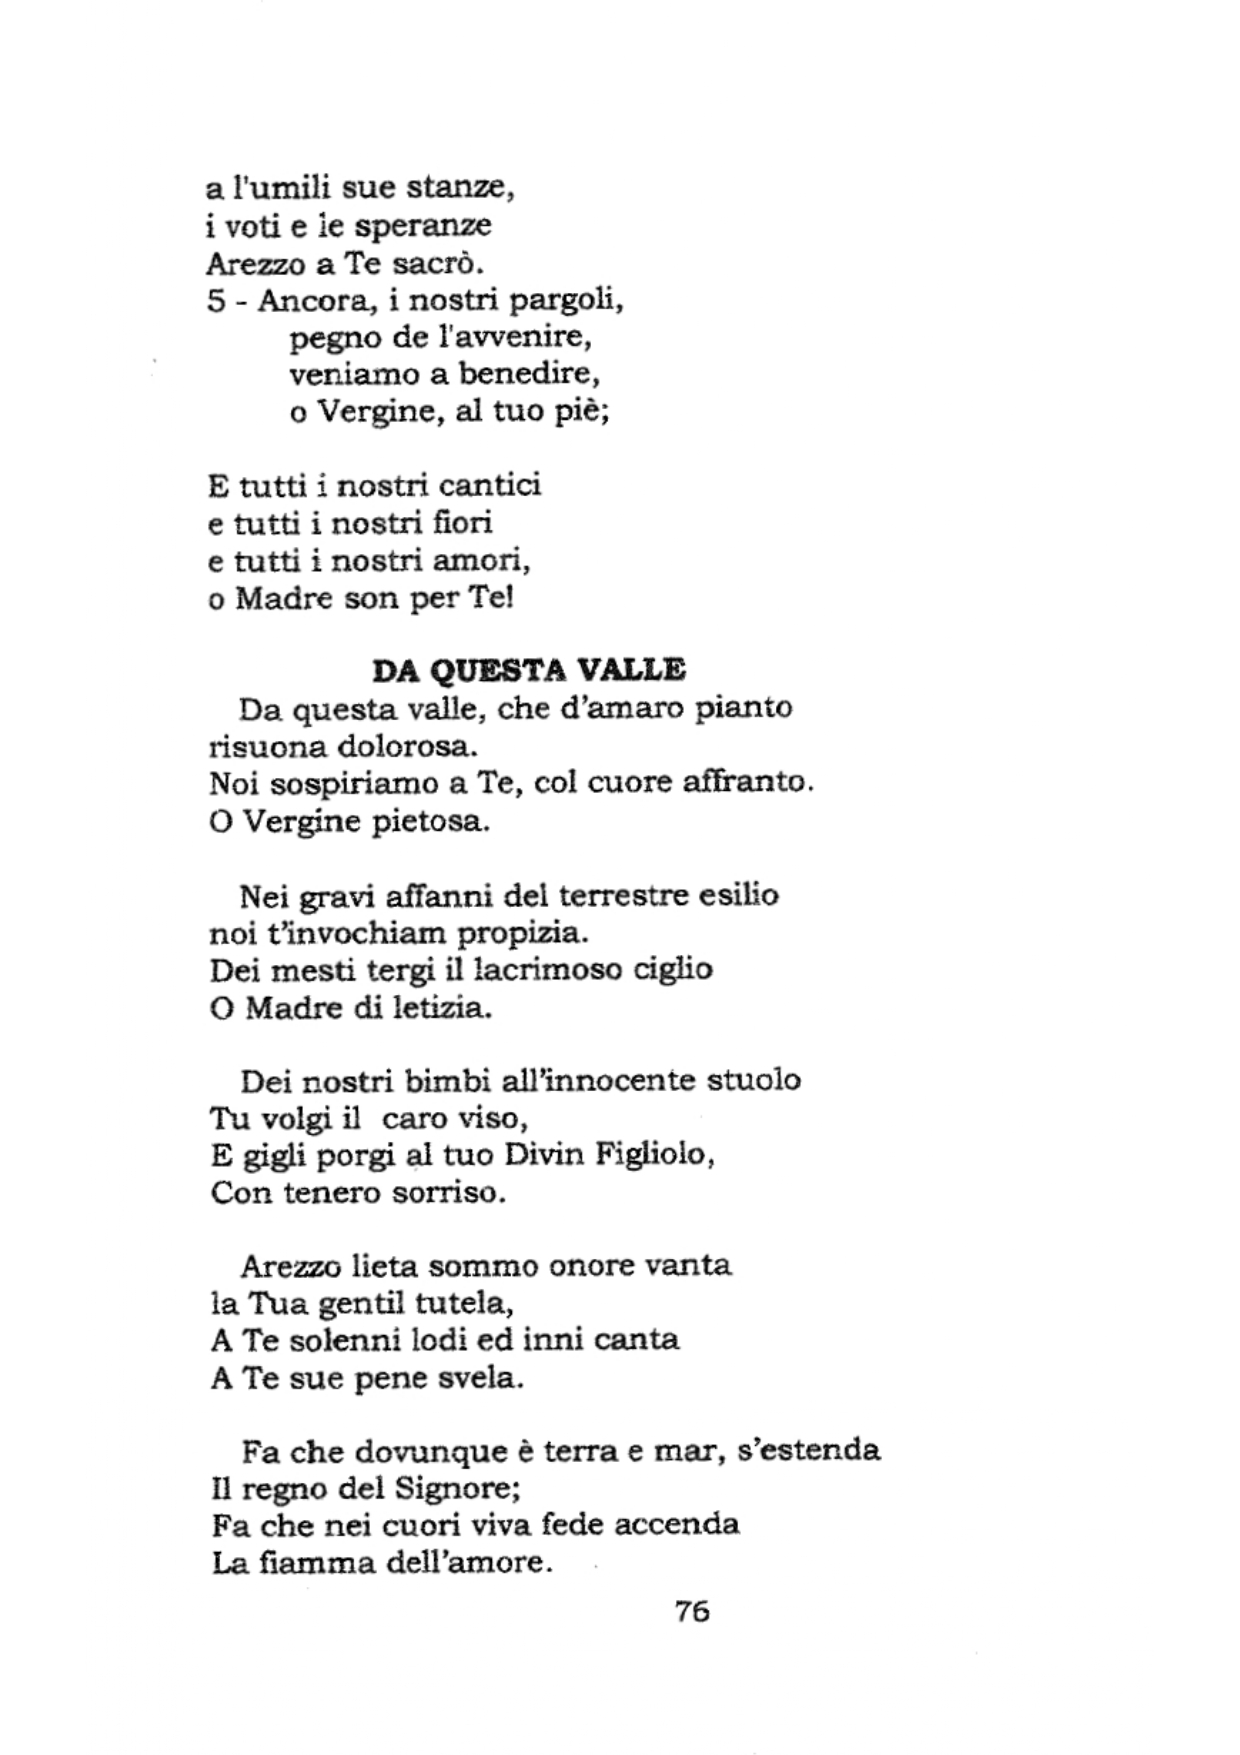 a l'umili sue stanze,
i voti e le speranze
Arezzo a Te sacrò.
5 - Ancora, i nostri pargoli,
pegno de l'avvenire,
veniamo a benedire,
o Vergine, al tuo piè;
E tutti i nostri cantici
e tutti i nostri fiori
e tutti i nostri amori,
o Madre son per Te!
DA QUESTA VALLE
Da questa valle, che d'amaro pianto
risuona dolorosa.
Noi sospiriamo a Te, col cuore affranto.
O Vergine pietosa.
Nei gravi affanni del terrestre esilio
noi t'invochiam propizia.
Dei mesti tergi il lacrimoso ciglio
O Madre di letizia.
Dei nostri bimbi all'innocente stuolo
Tu volgi il caro viso,
E gigli porgi al tuo Divin Figliolo,
Con tenero sorriso.
Arezzo lieta sommo onore vanta
la Tua gentil tutela,
A Te solenni lodi ed inni canta
A Te sue pene svela.
Fa che dovunque è terra e mar, s'estenda
Il regno del Signore;
Fa che nei cuori viva fede accenda
La fiamma dell'amore.
76